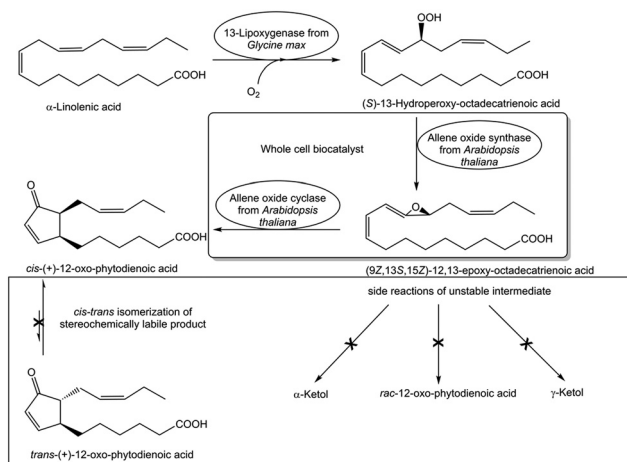 13-Lipoxygenase from
Glycine max
O2
COOH
α-Linolenic acid
OOH
COOH
(S)-13-Hydroperoxy-octadecatrienoic acid
Whole cell biocatalyst
Allene oxide synthase
from Arabidopsis
thaliana
O
COOH
cis-(+)-12-oxo-phytodienoic acid
Allene oxide cyclase
from Arabidopsis
thaliana
O
COOH
(9Z,13S,15Z)-12,13-epoxy-octadecatrienoic acid
cis-trans isomerization of
stereochemically labile product
side reactions of unstable intermediate
O
COOH
trans-(+)-12-oxo-phytodienoic acid
α-Ketol
rac-12-oxo-phytodienoic acid
γ-Ketol